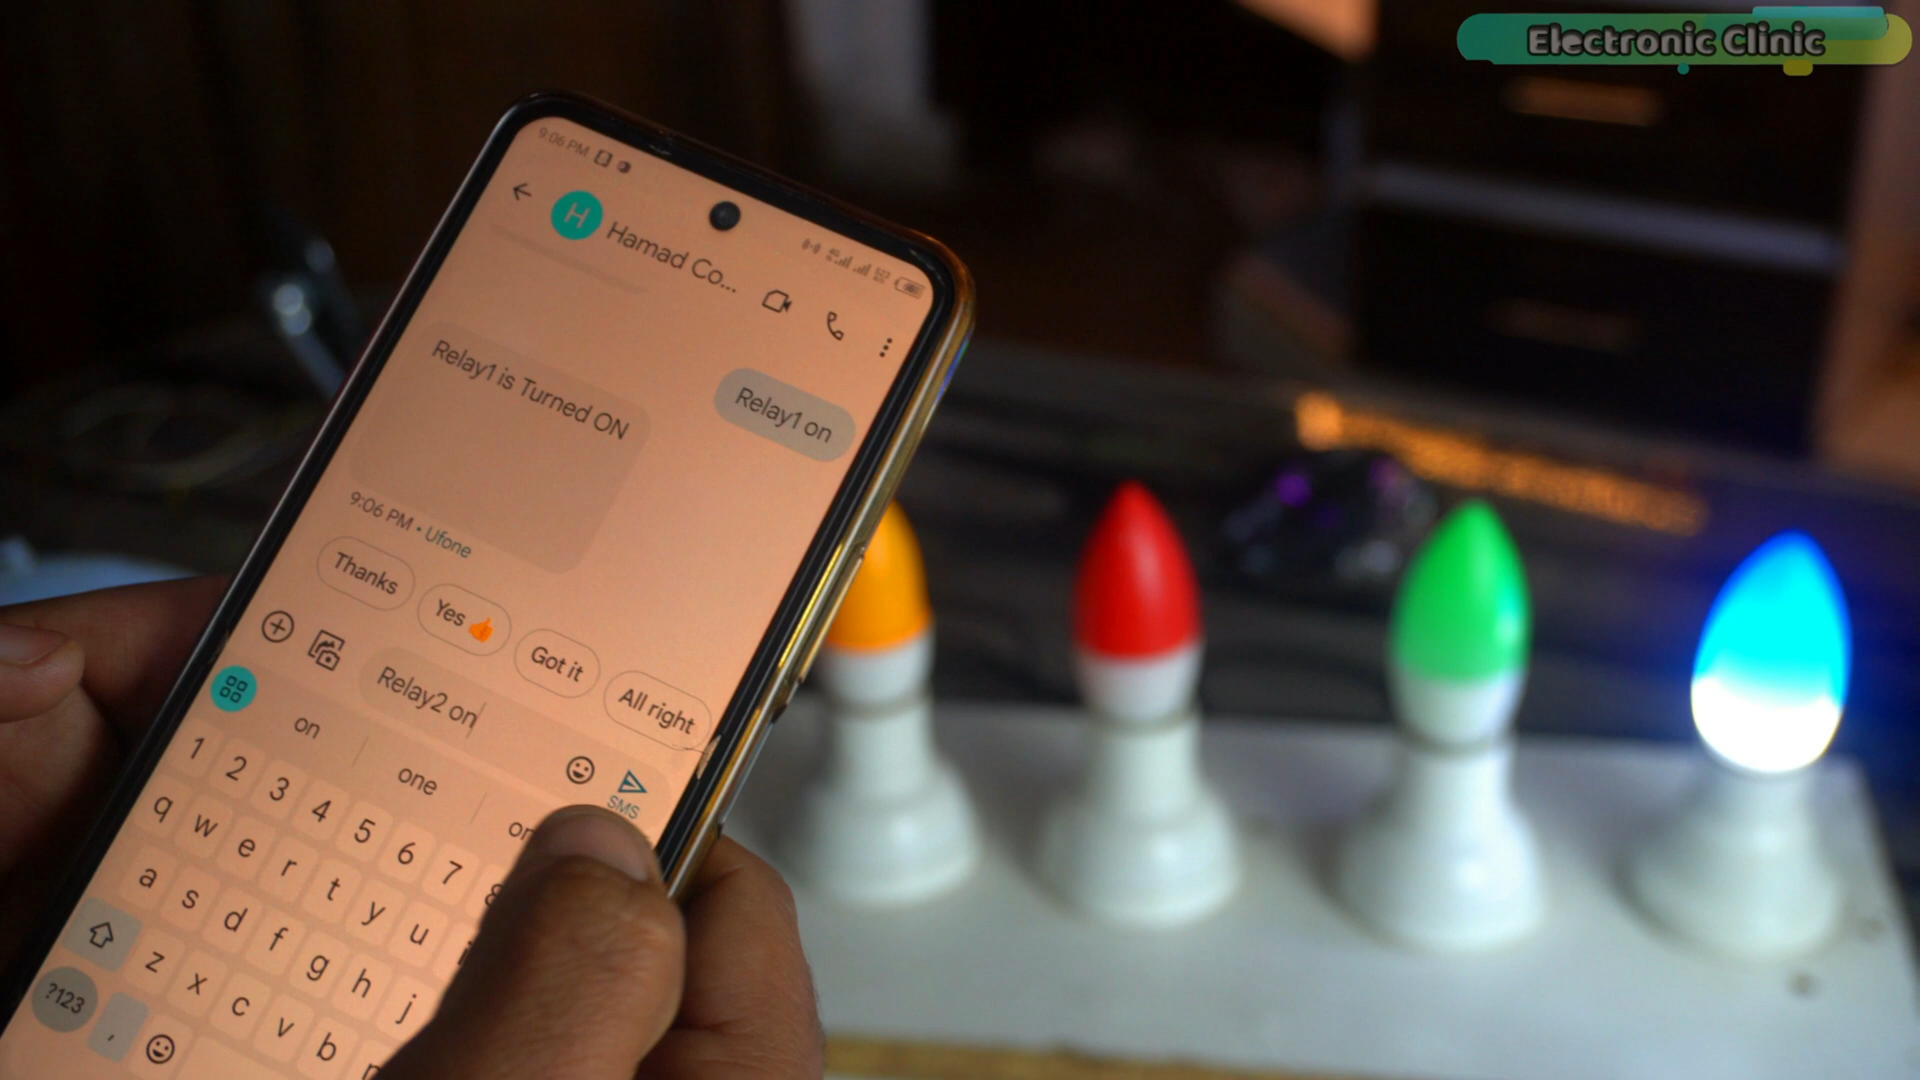 Electronic Clinic
9:06 PM
H
Hamad Co...
Relay1 on
Relay1 is Turned ON
9:06 PM • Ufone
Thanks
Yes 👍
Got it
All right
Relay2 on
SMS
on
one
1 2 3 4 5 6 7
q w e r t y u
a s d f g h j
z x c v b
?123 ,